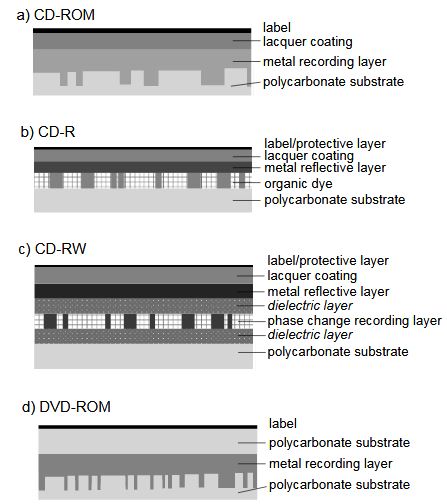 a) CD-ROM
label
lacquer coating
metal recording layer
polycarbonate substrate
b) CD-R
label/protective layer
lacquer coating
metal reflective layer
organic dye
polycarbonate substrate
c) CD-RW
label/protective layer
lacquer coating
metal reflective layer
dielectric layer
phase change recording layer
dielectric layer
polycarbonate substrate
d) DVD-ROM
label
polycarbonate substrate
metal recording layer
polycarbonate substrate